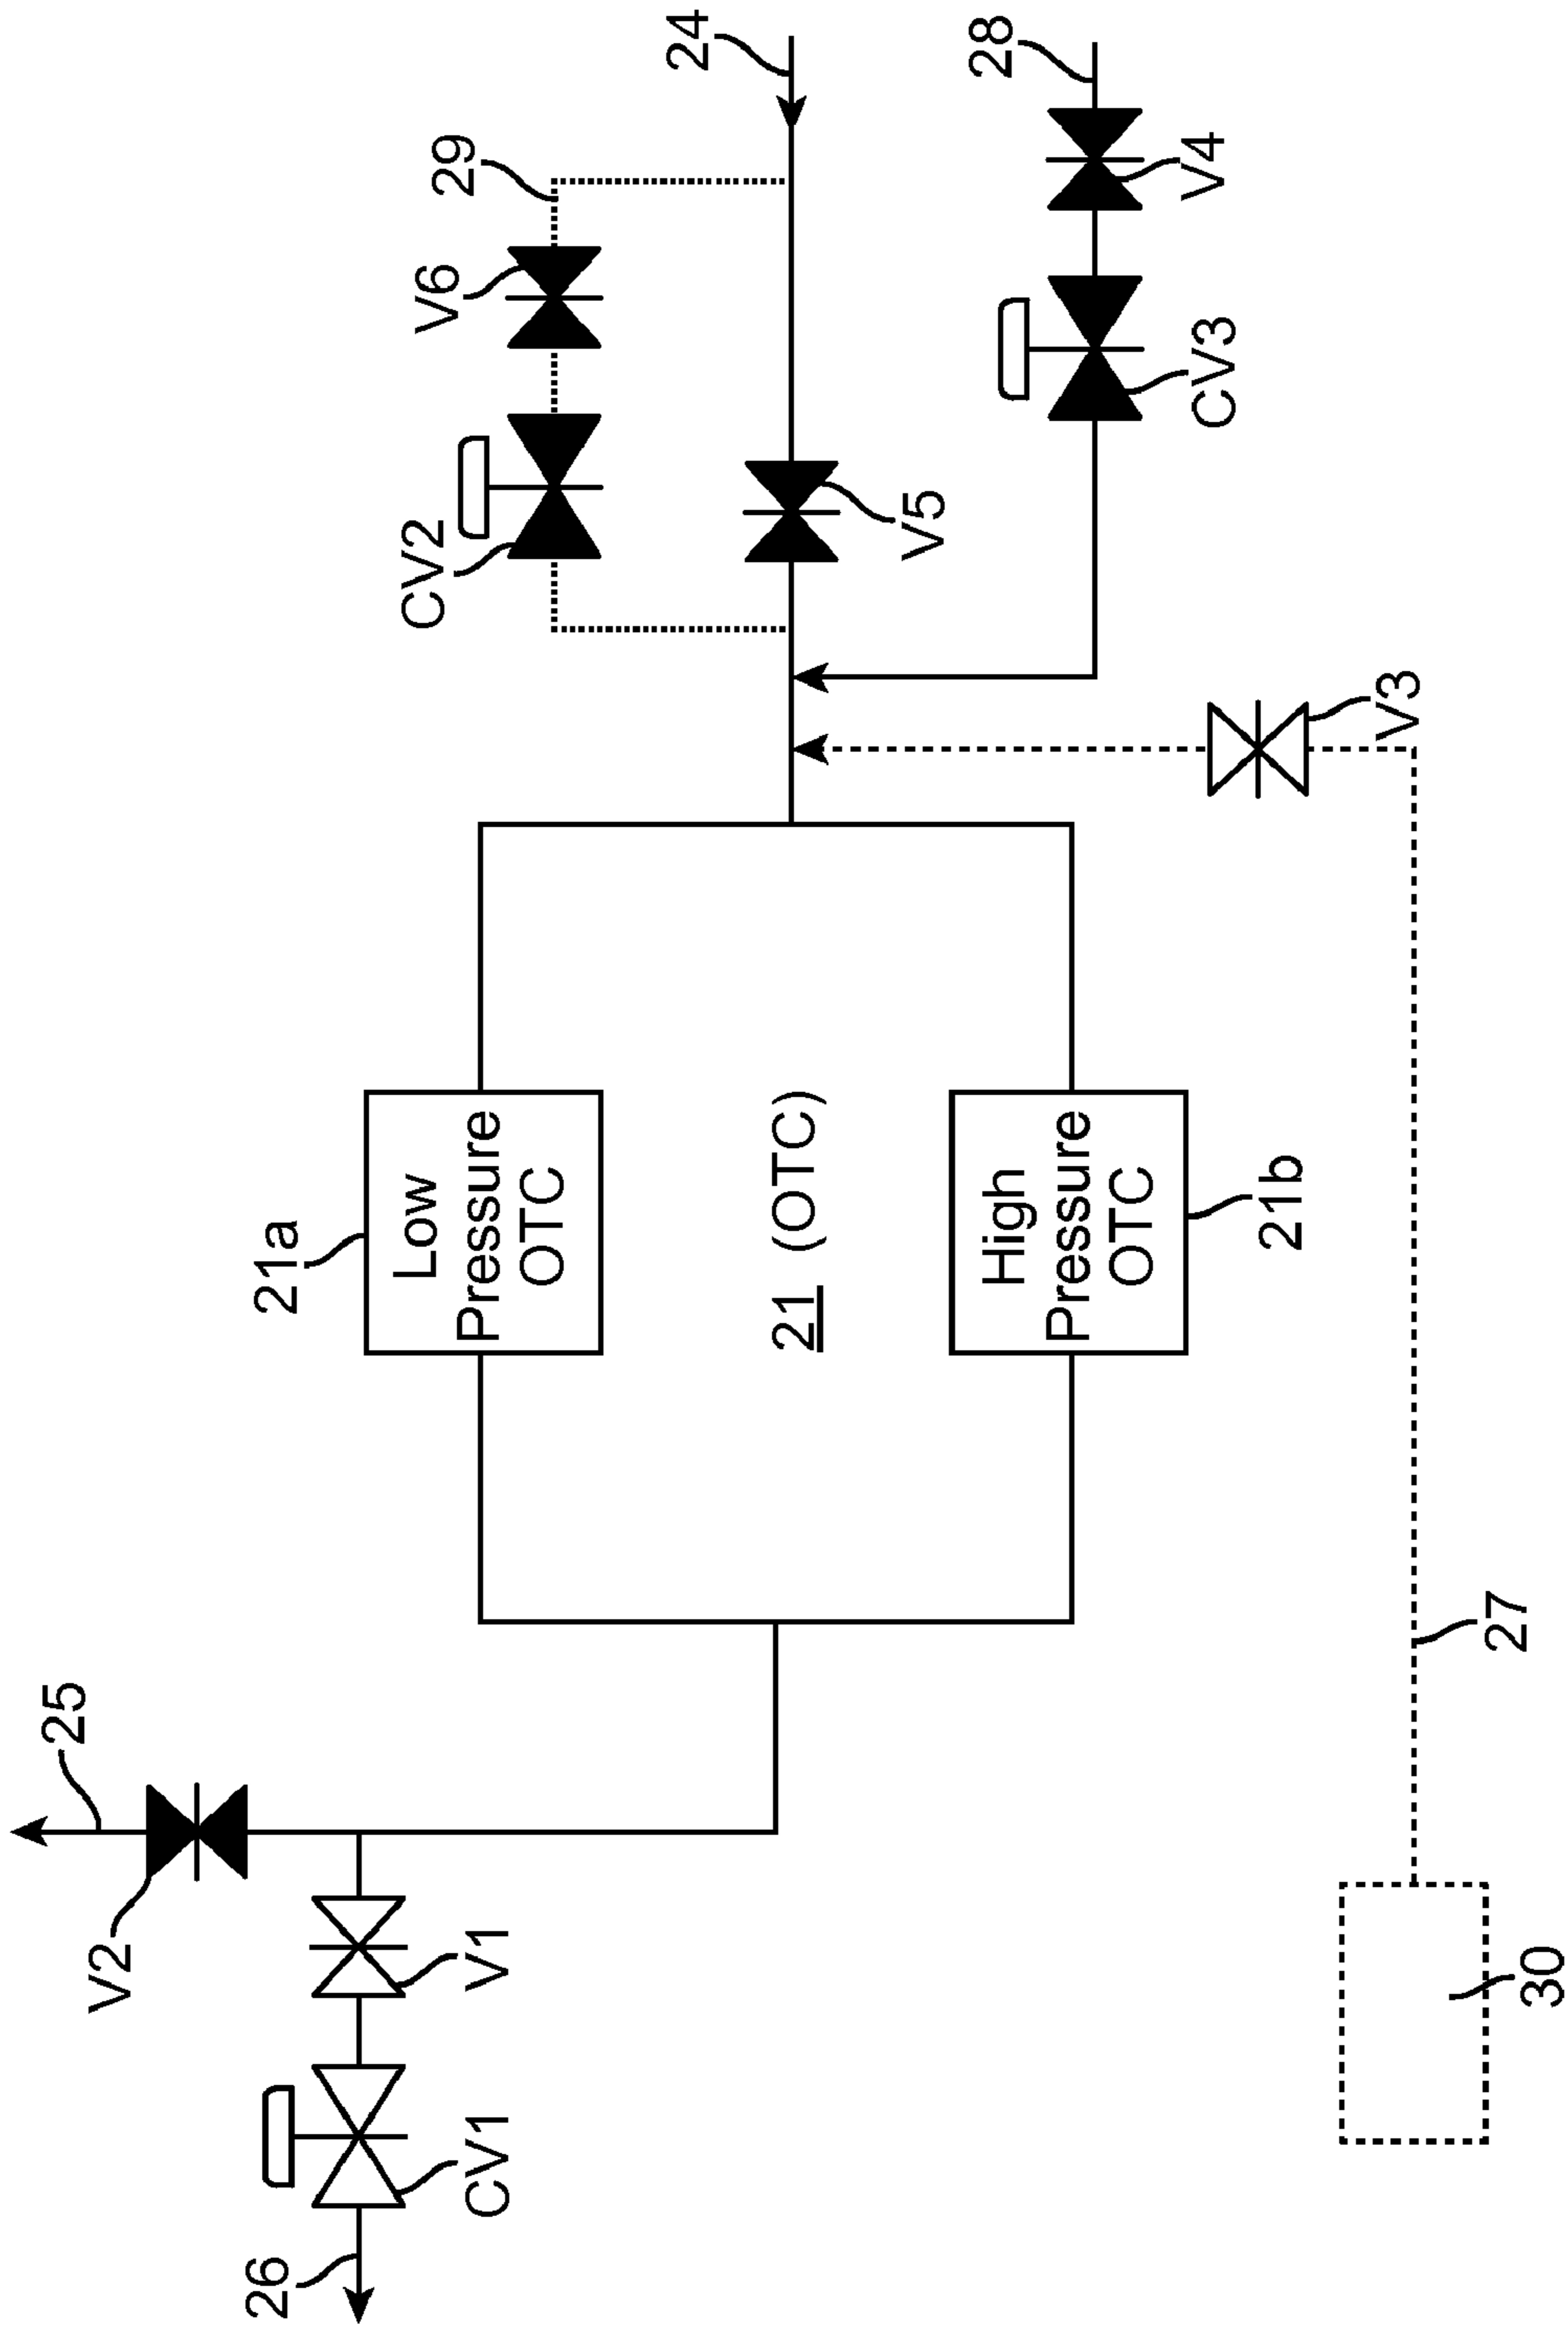 25
V2
26
21a
Low
Pressure
OTC
CV2
V6
29
CV1
V1
24
21 (OTC)
V5
28
High
Pressure
OTC
21b
CV3
V4
V3
27
30